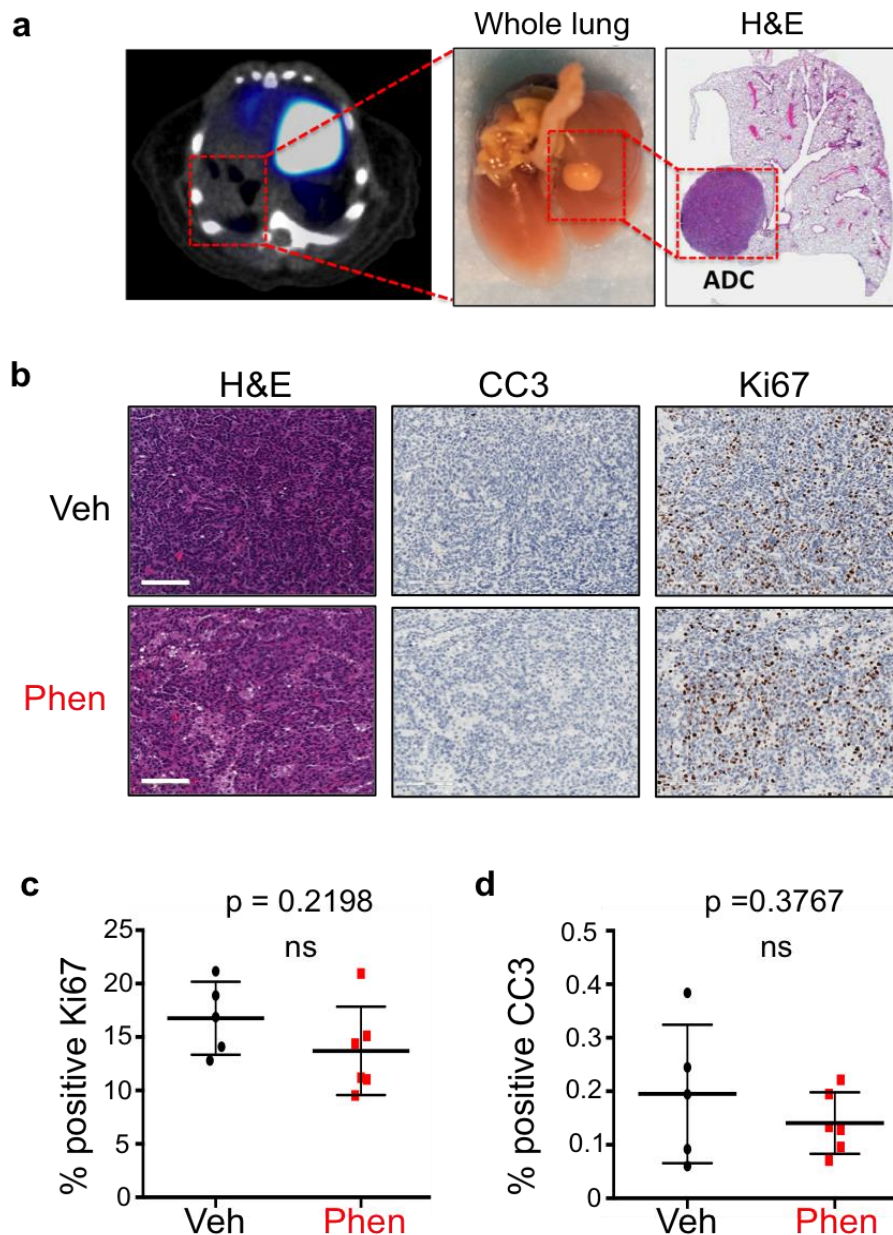 a
Whole lung H&E
ADC
b
H&E CC3 Ki67
Veh
Phen
c
p = 0.2198
ns
% positive Ki67
25
20
15
10
5
0
Veh Phen
d
p =0.3767
ns
% positive CC3
0.5
0.4
0.3
0.2
0.1
0
Veh Phen